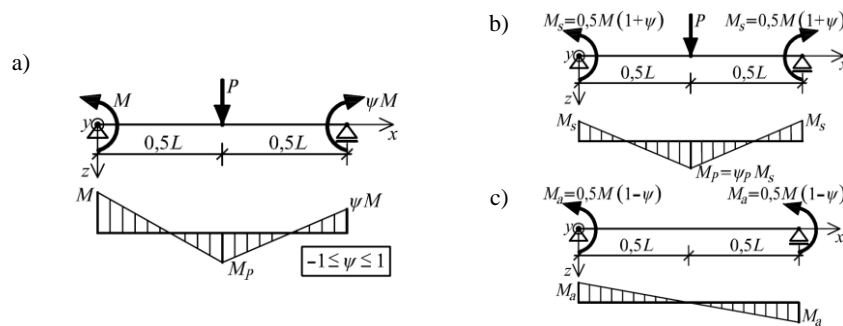 a)
M
P
ψM
y
x
0,5L
0,5L
z
M
ψM
M_P
-1≤ψ≤1
b)
M_s=0,5M(1+ψ)
P
M_s=0,5M(1+ψ)
y
x
0,5L
0,5L
z
M_s
M_s
M_P=ψ_P M_s
c)
M_a=0,5M(1-ψ)
M_a=0,5M(1-ψ)
y
x
0,5L
0,5L
z
M_a
M_a